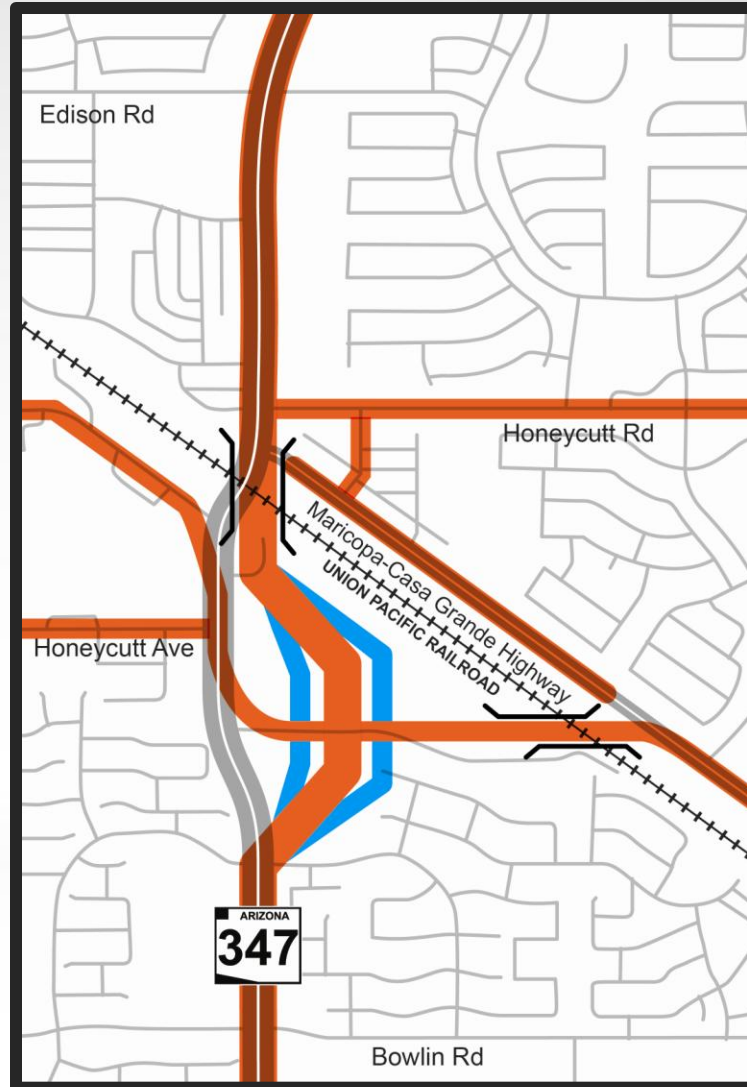 Edison Rd
Honeycutt Rd
Maricopa-Casa Grande Highway
UNION PACIFIC RAILROAD
Honeycutt Ave
ARIZONA
347
Bowlin Rd